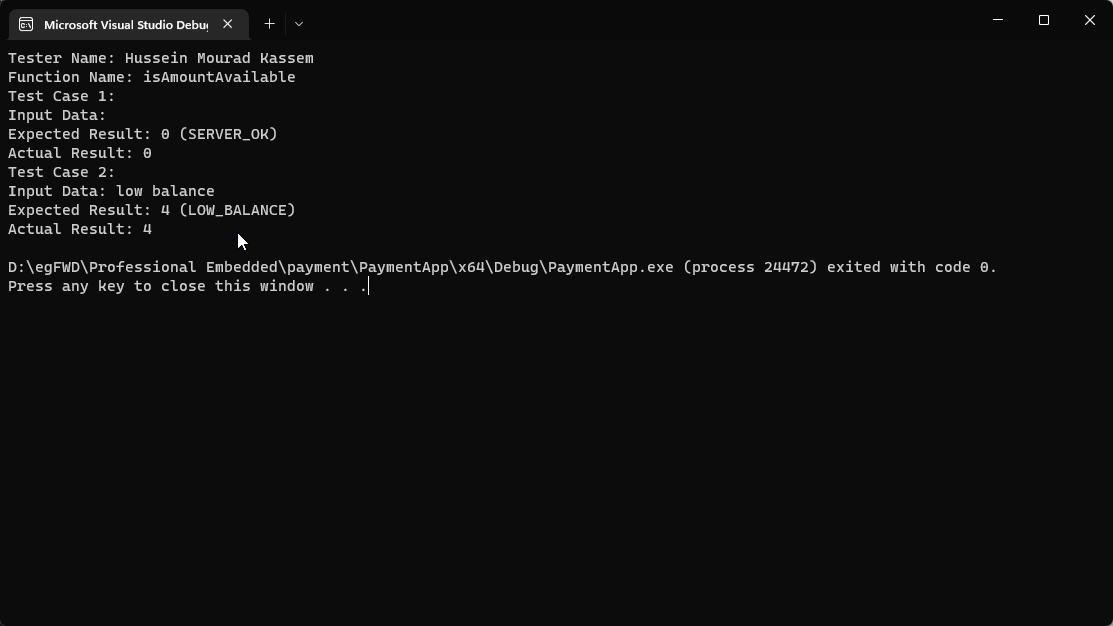 Microsoft Visual Studio Debu
Tester Name: Hussein Mourad Kassem
Function Name: isAmountAvailable
Test Case 1:
Input Data:
Expected Result: 0 (SERVER_OK)
Actual Result: 0
Test Case 2:
Input Data: low balance
Expected Result: 4 (LOW_BALANCE)
Actual Result: 4
D:\egFWD\Professional Embedded\payment\PaymentApp\x64\Debug\PaymentApp.exe (process 24472) exited with code 0.
Press any key to close this window . . .